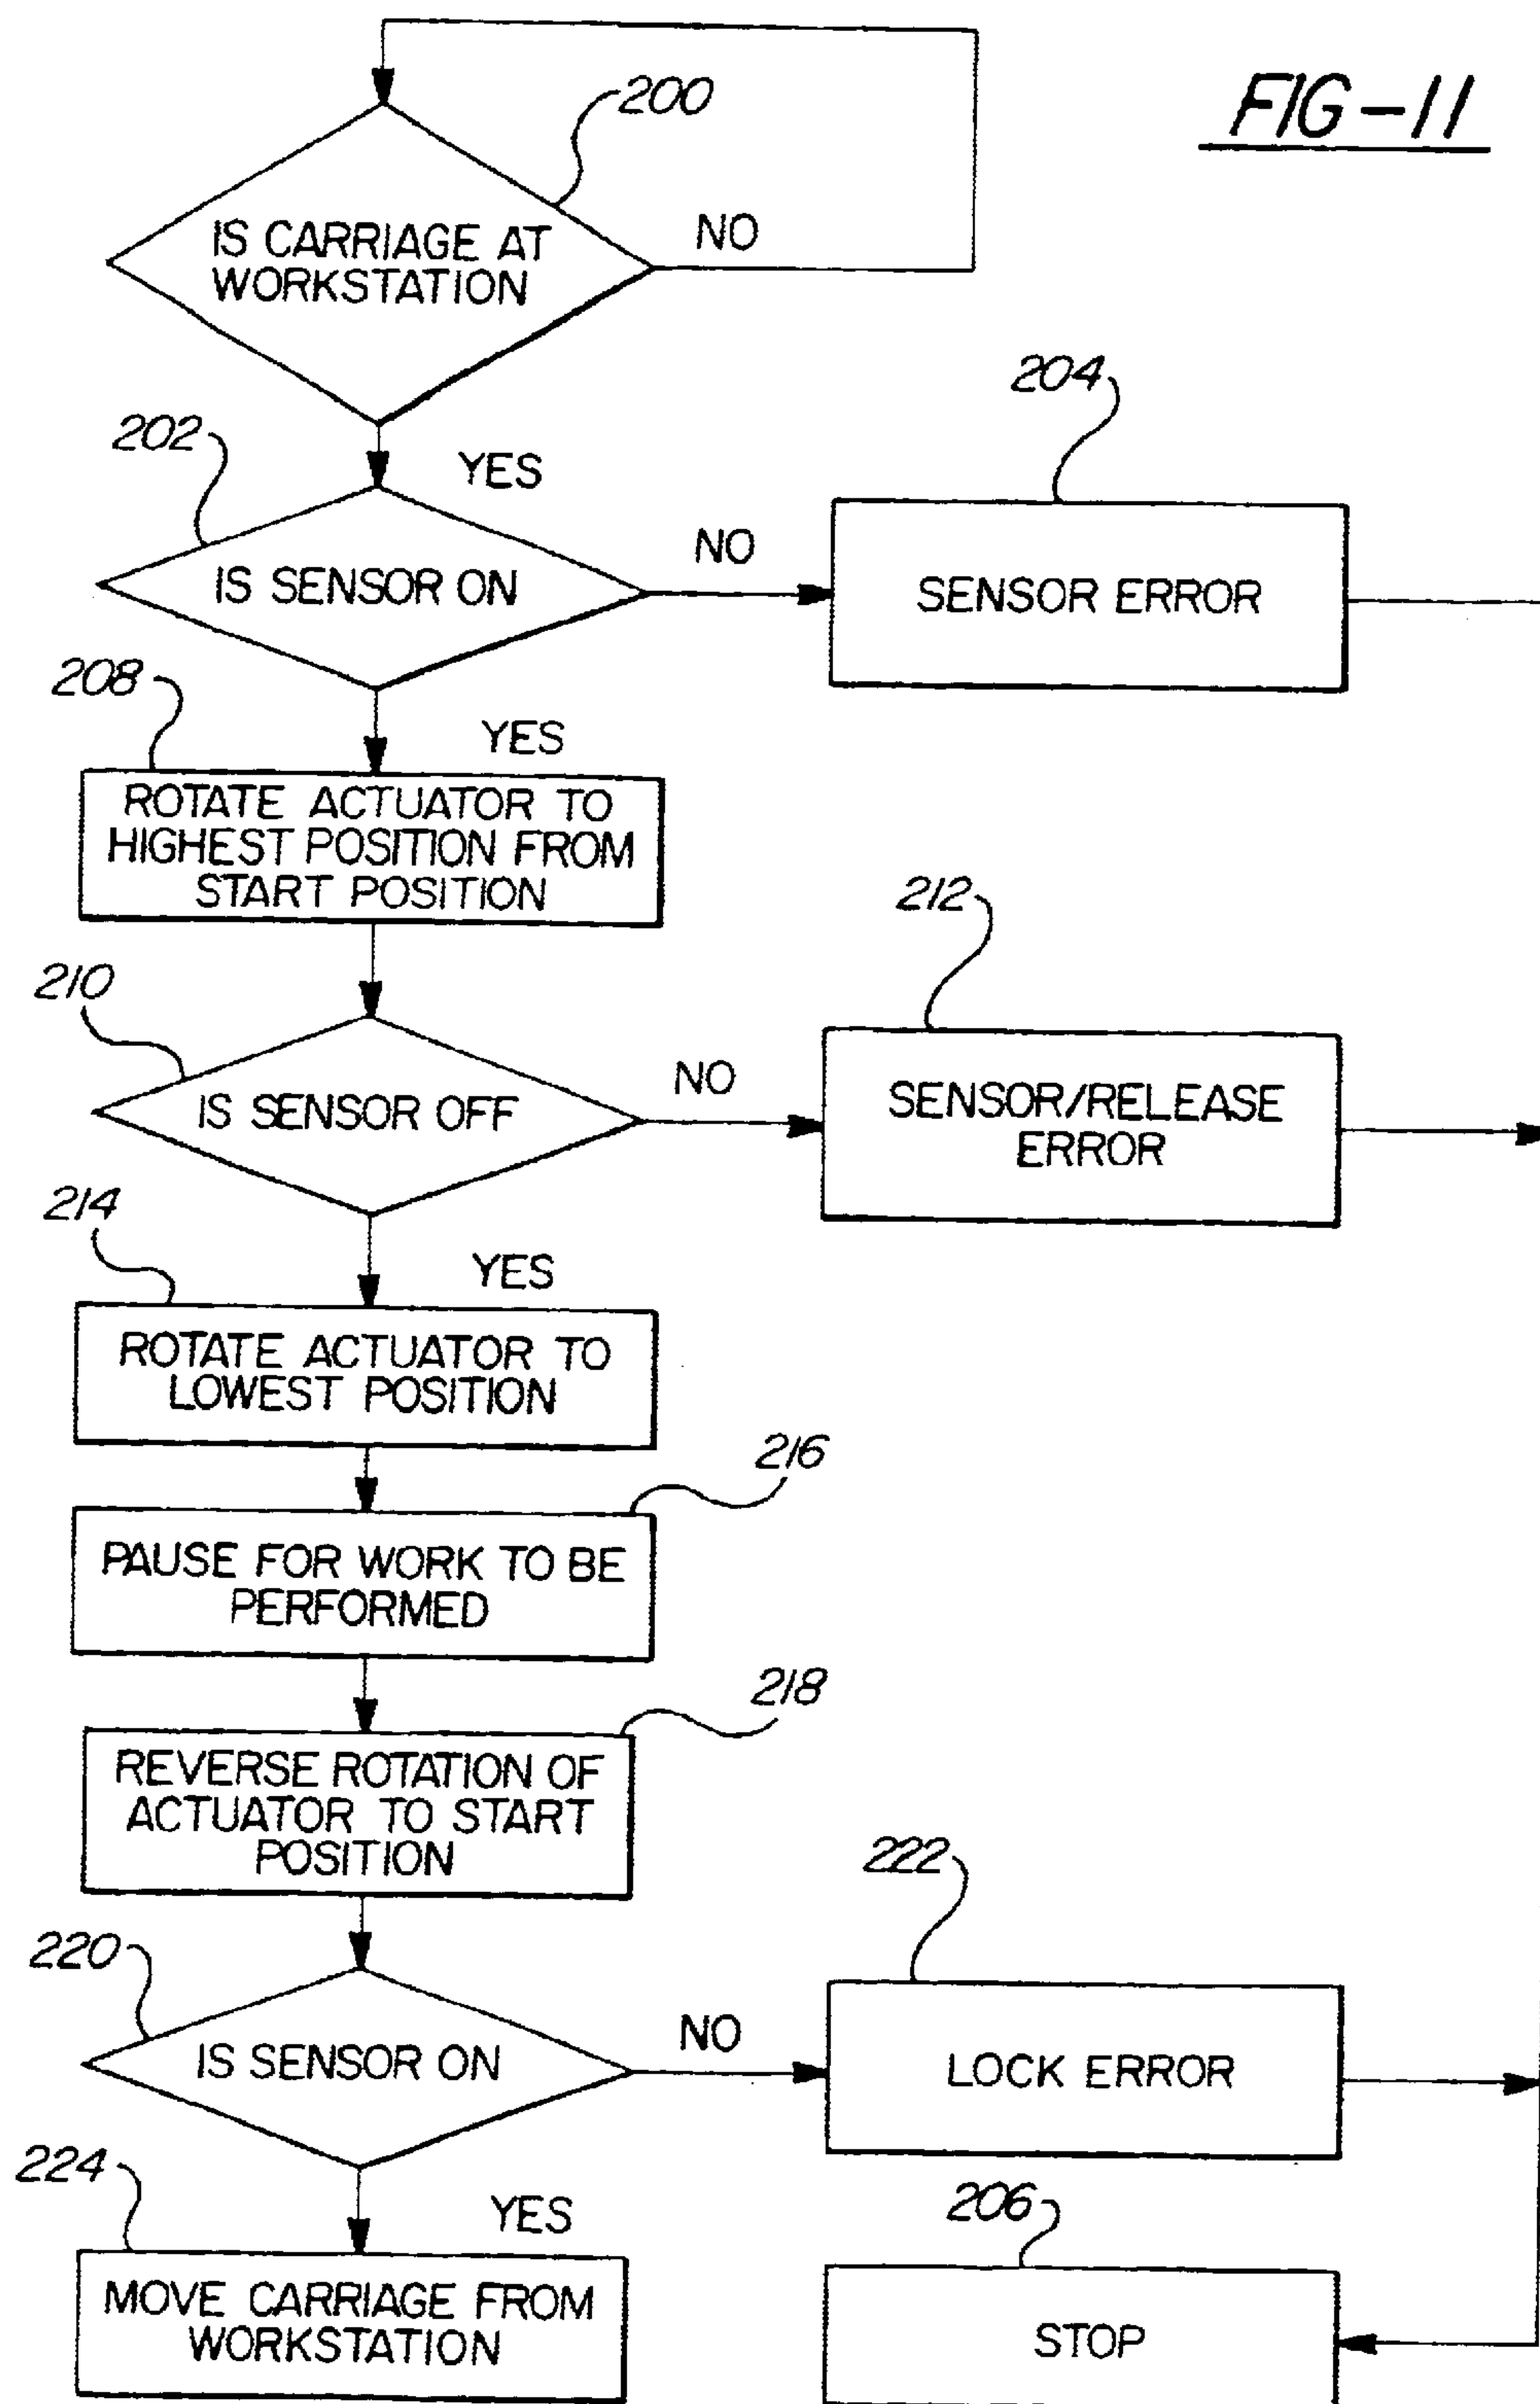 FIG-11
200
IS CARRIAGE AT
WORKSTATION
NO
YES
202
IS SENSOR ON
NO
204
SENSOR ERROR
YES
208
ROTATE ACTUATOR TO
HIGHEST POSITION FROM
START POSITION
210
IS SENSOR OFF
NO
212
SENSOR/RELEASE
ERROR
YES
214
ROTATE ACTUATOR TO
LOWEST POSITION
216
PAUSE FOR WORK TO BE
PERFORMED
218
REVERSE ROTATION OF
ACTUATOR TO START
POSITION
220
IS SENSOR ON
NO
222
LOCK ERROR
YES
224
MOVE CARRIAGE FROM
WORKSTATION
206
STOP